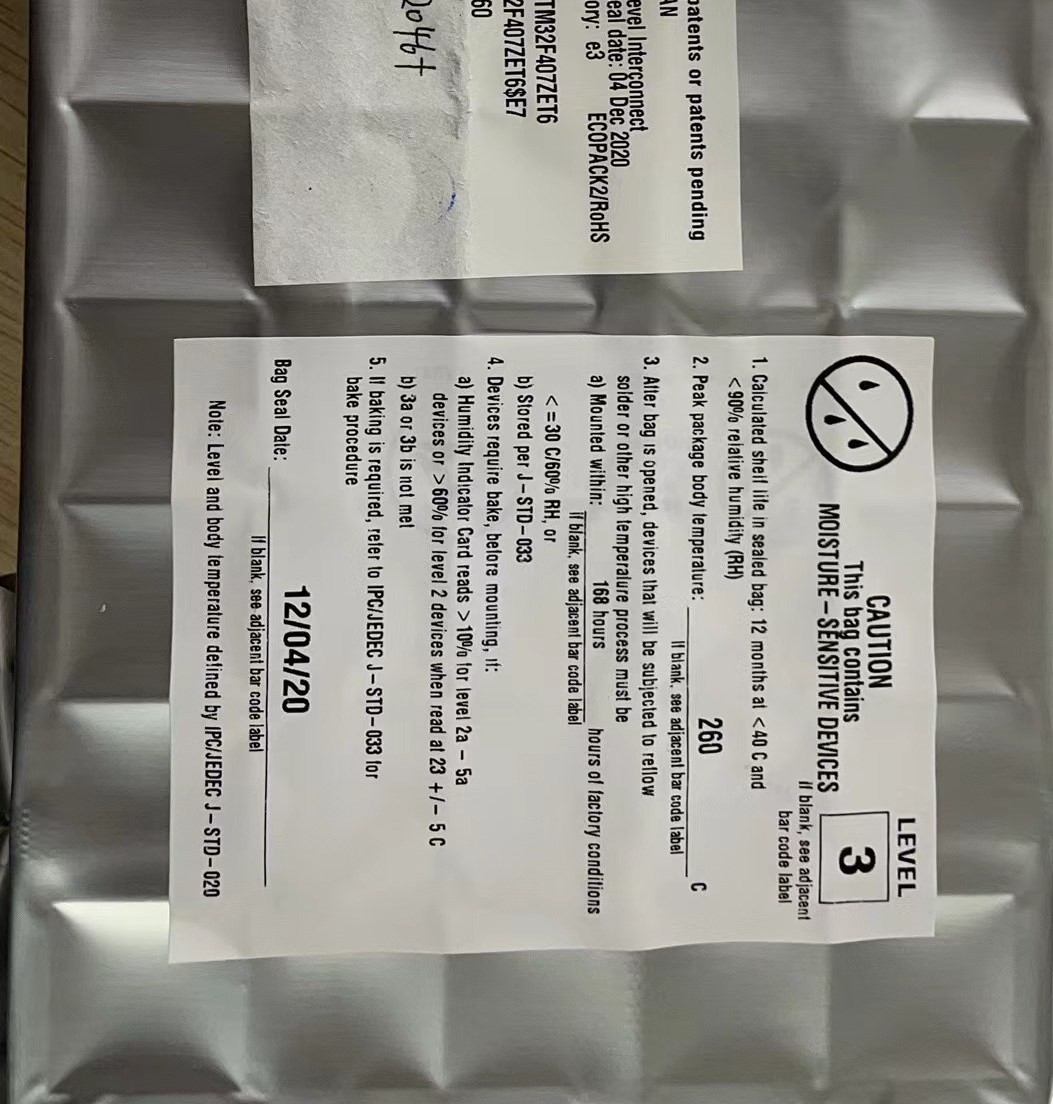 patents or patents pending
AN
evel Interconnect
eal date: 04 Dec 2020
ory: e3 ECOPACK2/RoHS
TM32F407ZET6
2F407ZET6$E7
60
2046+
LEVEL
3
CAUTION
This bag contains
MOISTURE-SENSITIVE DEVICES
If blank, see adjacent
bar code label
1. Calculated shelf life in sealed bag: 12 months at <40 C and
<90% relative humidity (RH)
2. Peak package body temperature: 260 C
If blank, see adjacent bar code label
3. After bag is opened, devices that will be subjected to reflow
solder or other high temperature process must be
a) Mounted within: 168 hours hours of factory conditions
if blank, see adjacent bar code label
<=30 C/60% RH, or
b) Stored per J-STD-033
4. Devices require bake, before mounting, if:
a) Humidity Indicator Card reads >10% for level 2a - 5a
devices or >60% for level 2 devices when read at 23 +/- 5 C
b) 3a or 3b is not met
5. If baking is required, refer to IPC/JEDEC J-STD-033 for
bake procedure
Bag Seal Date: 12/04/20
If blank, see adjacent bar code label
Note: Level and body temperature defined by IPC/JEDEC J-STD-020